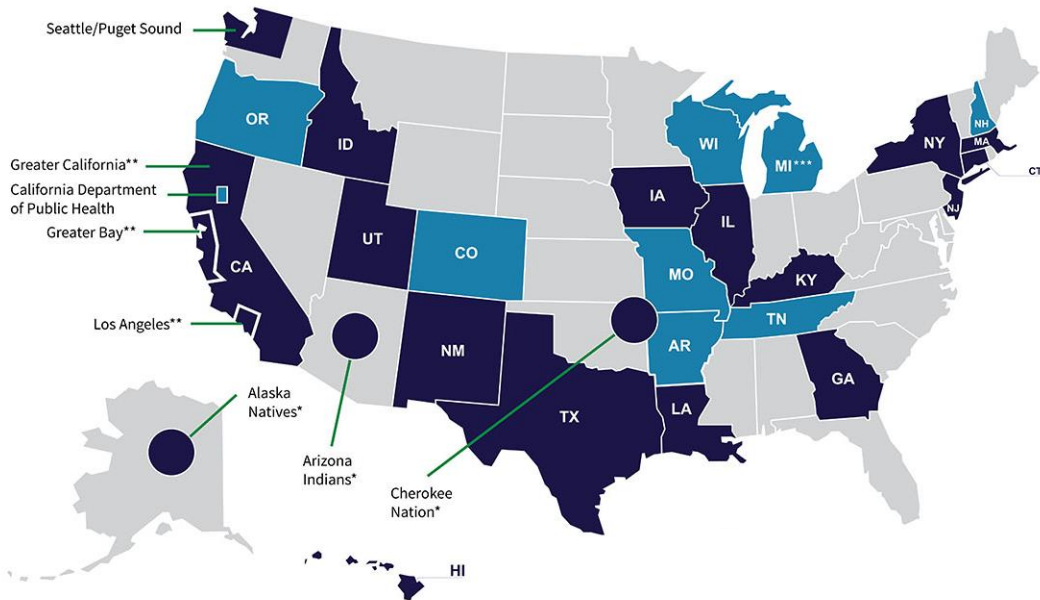 Seattle/Puget Sound
OR
ID
WI
MI***
NY
NH
MA
CT
NJ
Greater California**
California Department
of Public Health
Greater Bay**
CA
Los Angeles**
UT
CO
IA
IL
MO
KY
TN
NM
AR
GA
TX
LA
Alaska
Natives*
Arizona
Indians*
Cherokee
Nation*
HI